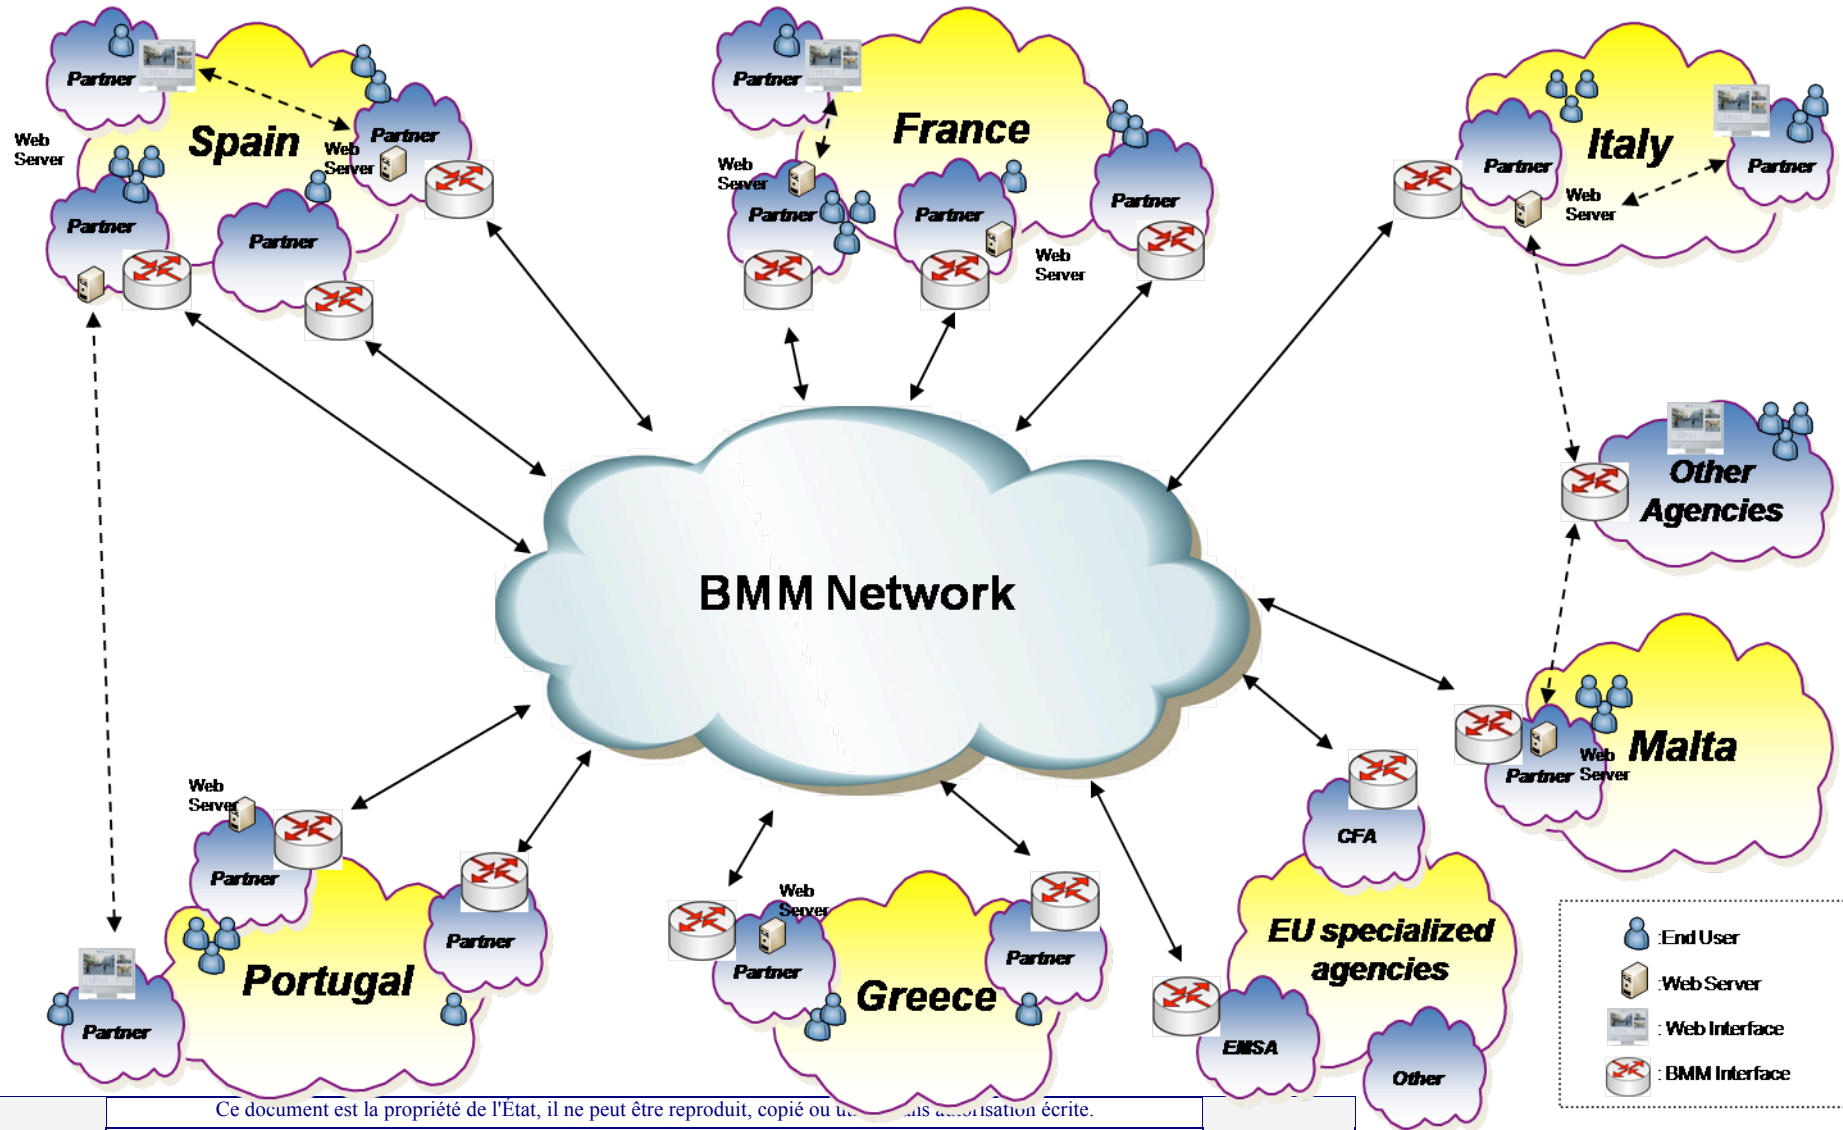 Partner
Spain
Web
Server
Partner
Web
Server
Partner
Partner
Partner
France
Web
Server
Partner
Partner
Web
Server
Partner
Italy
Partner
Web
Server
Partner
Other
Agencies
BMM Network
Malta
Web
Server
Partner
CFA
EU specialized
agencies
EMSA
Other
Web
Server
Partner
Partner
Portugal
Partner
Web
Server
Partner
Greece
Partner
:End User
:Web Server
: Web Interface
: BMM Interface
Ce document est la propriété de l'État, il ne peut être reproduit, copié ou autorisation écrite.